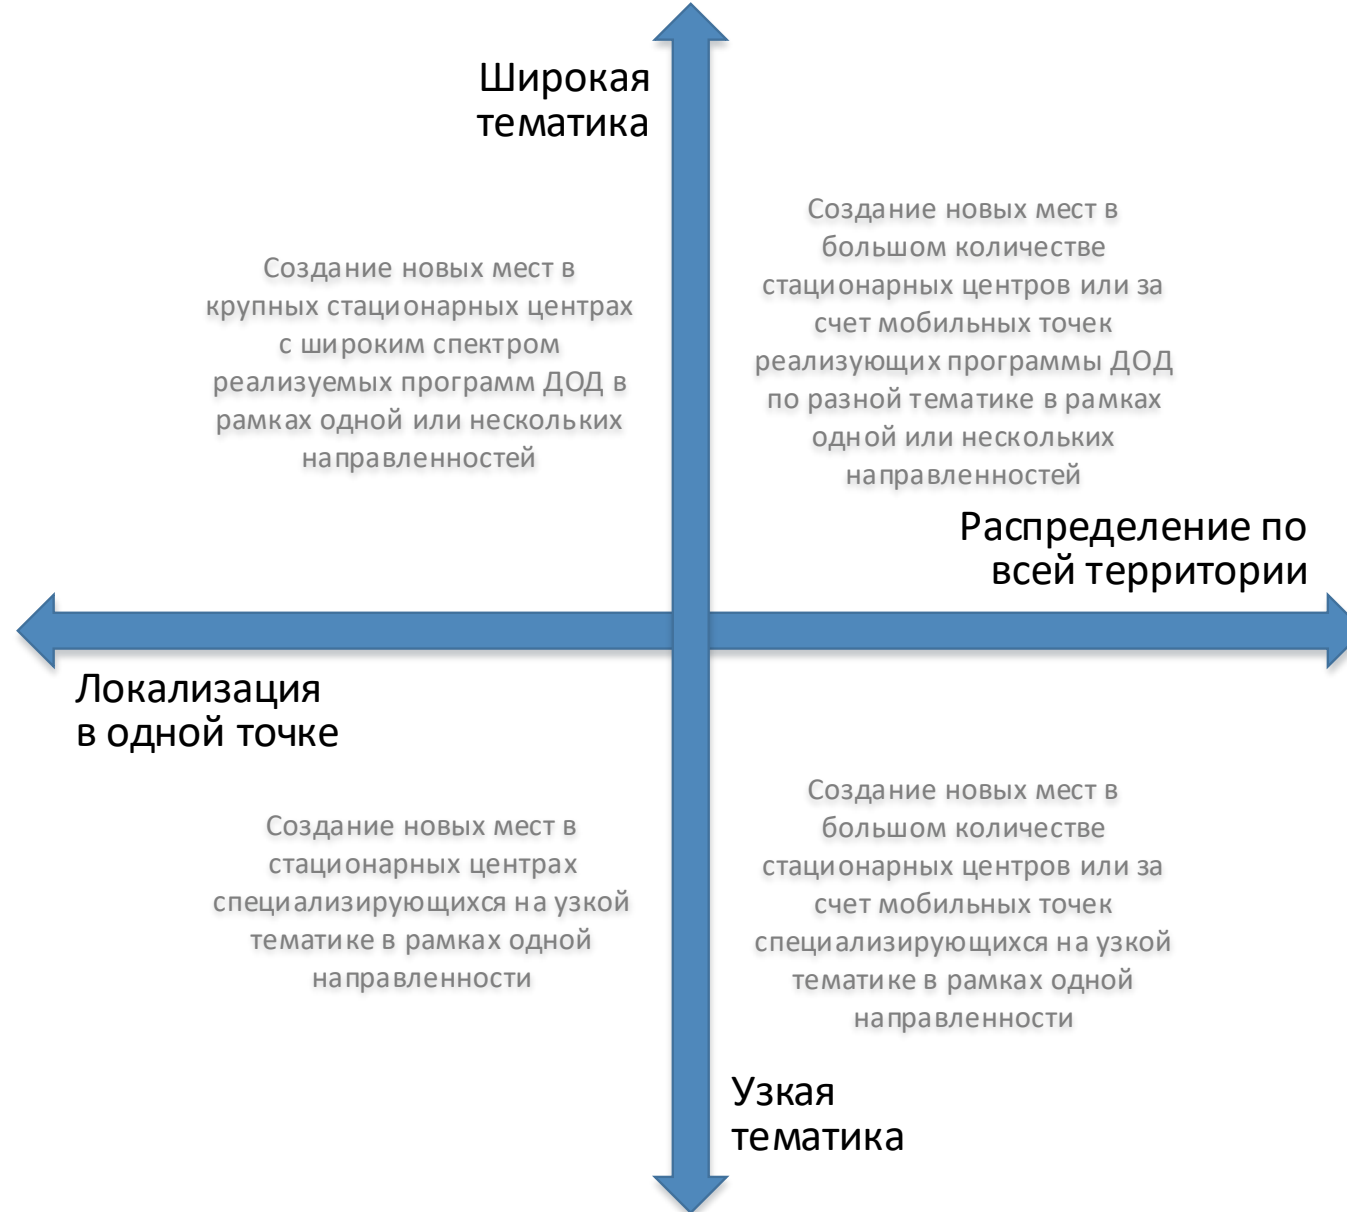 Широкая
тематика
Создание новых мест в
крупных стационарных центрах
с широким спектром
реализуемых программ ДОД в
рамках одной или нескольких
направленностей
Создание новых мест в
большом количестве
стационарных центров или за
счет мобильных точек
реализующих программы ДОД
по разной тематике в рамках
одной или нескольких
направленностей
Распределение по
всей территории
Локализация
в одной точке
Создание новых мест в
стационарных центрах
специализирующихся на узкой
тематике в рамках одной
направленности
Создание новых мест в
большом количестве
стационарных центров или за
счет мобильных точек
специализирующихся на узкой
тематике в рамках одной
направленности
Узкая
тематика